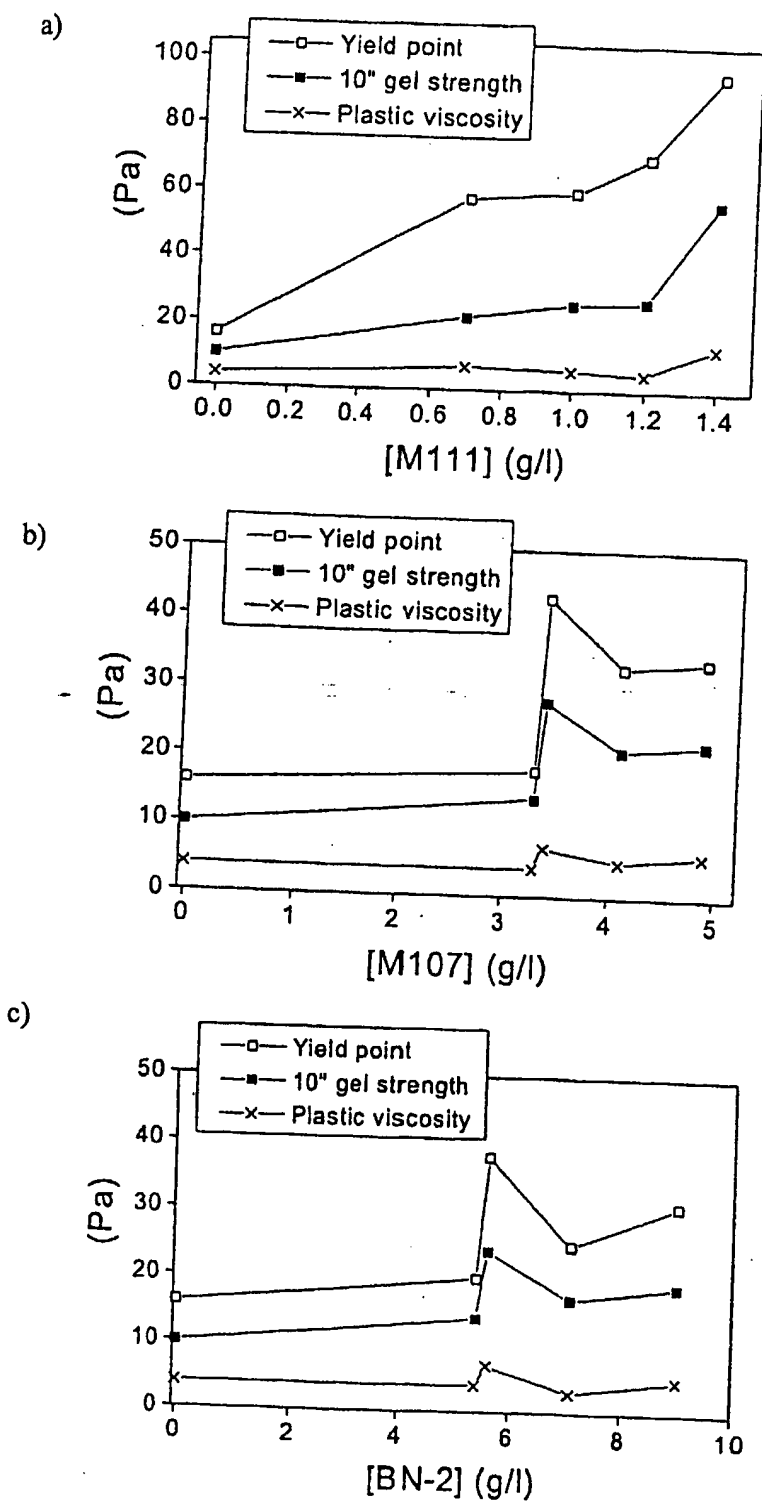 a)
Yield point
10" gel strength
Plastic viscosity
(Pa)
100
80
60
40
20
0
0.0 0.2 0.4 0.6 0.8 1.0 1.2 1.4
[M111] (g/l)
b)
Yield point
10" gel strength
Plastic viscosity
(Pa)
50
40
30
20
10
0
0 1 2 3 4 5
[M107] (g/l)
c)
Yield point
10" gel strength
Plastic viscosity
(Pa)
50
40
30
20
10
0
0 2 4 6 8 10
[BN-2] (g/l)